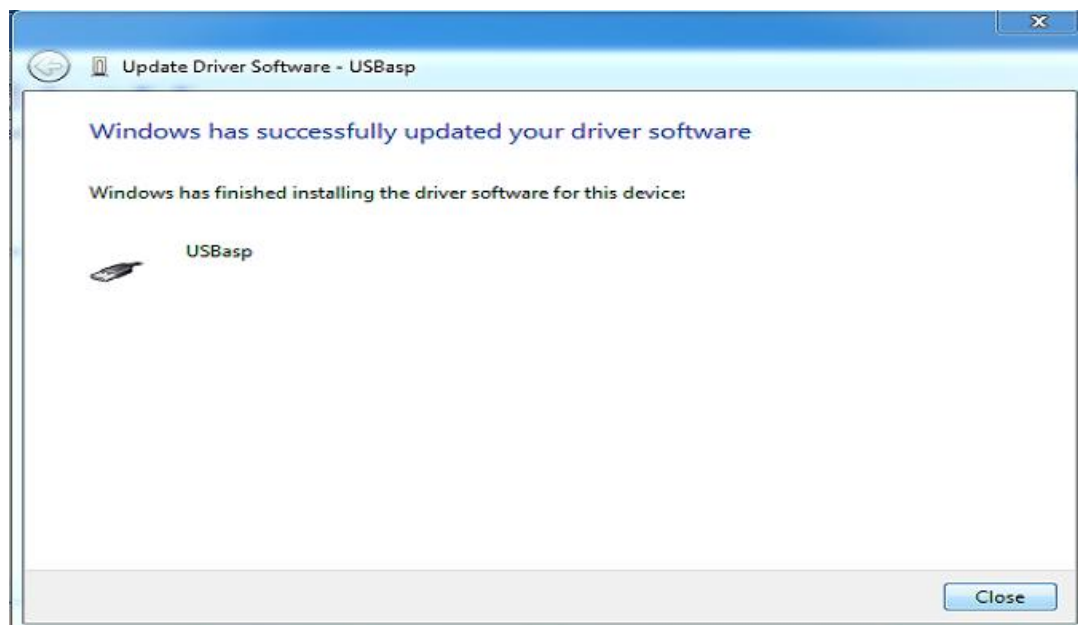 Update Driver Software - USBasp
Windows has successfully updated your driver software
Windows has finished installing the driver software for this device:
USBasp
Close